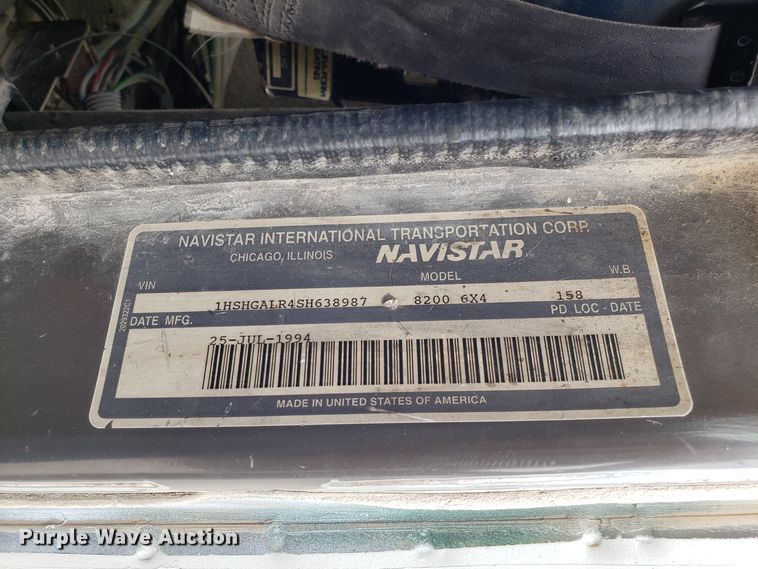 NAVISTAR INTERNATIONAL TRANSPORTATION CORP.
CHICAGO, ILLINOIS NAVISTAR
VIN MODEL W.B.
1HSHGALR4SH638987 8200 6X4 158
DATE MFG. PD LOC - DATE
25-JUL-1994
MADE IN UNITED STATES OF AMERICA
2029322C1
Purple Wave Auction